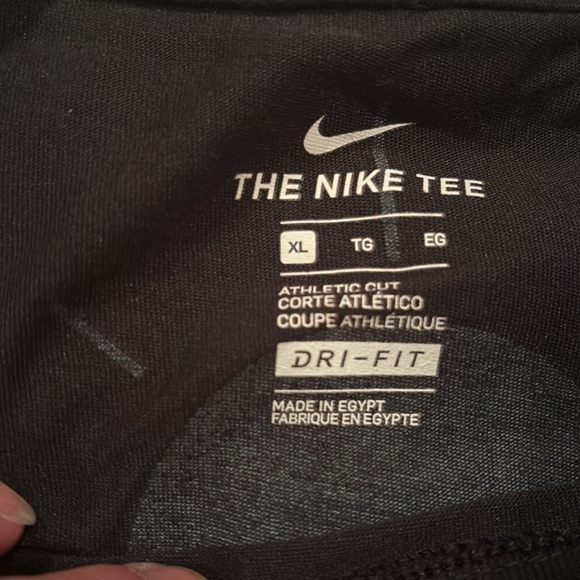 THE NIKE TEE
XL TG EG
ATHLETIC CUT
CORTE ATLÉTICO
COUPE ATHLÉTIQUE
DRI-FIT
MADE IN EGYPT
FABRIQUE EN EGYPTE